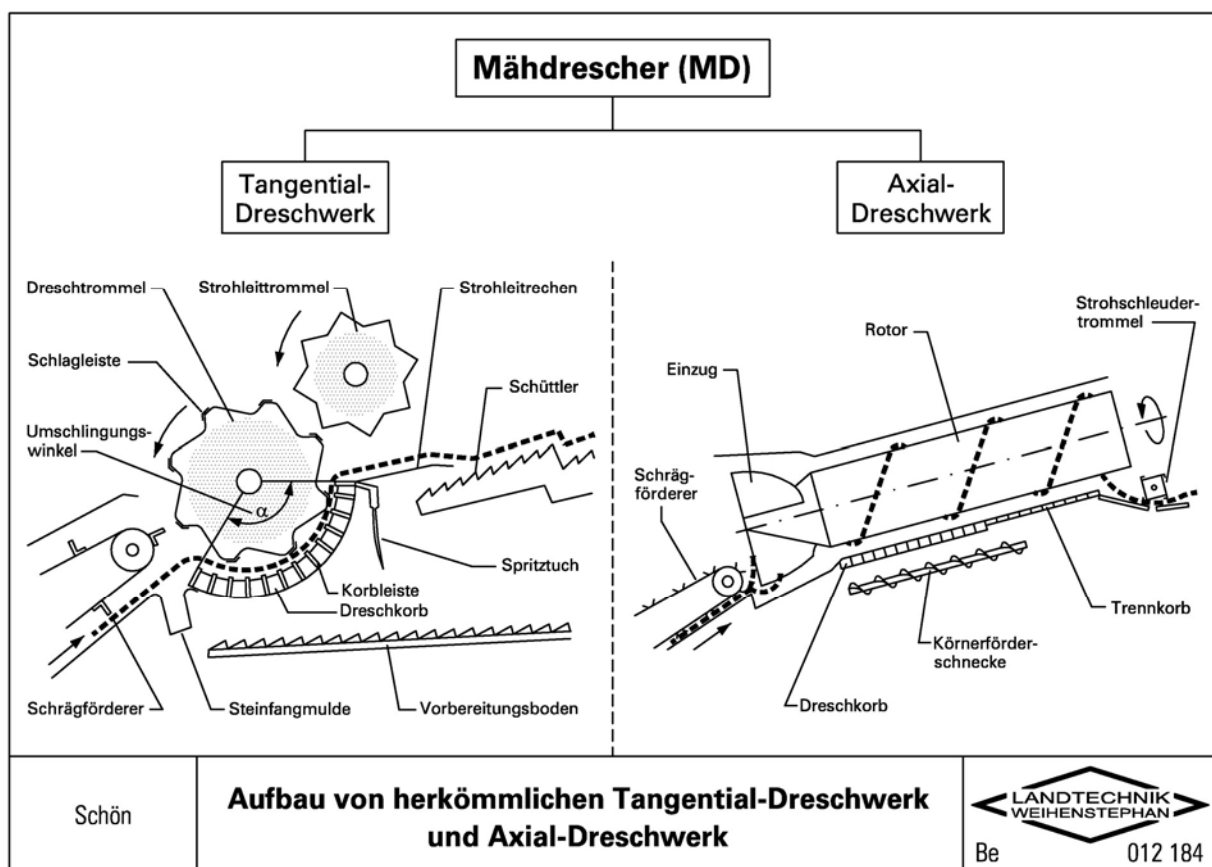 Mähdrescher (MD)
Tangential-
Dreschwerk
Axial-
Dreschwerk
Dreschtrommel
Strohleittrommel
Strohleitrechen
Schlagleiste
Schüttler
Umschlingungs-
winkel
α
Spritztuch
Korbleiste
Dreschkorb
Schrägförderer
Steinfangmulde
Vorbereitungsboden
Strohschleuder-
trommel
Rotor
Einzug
Schräg-
förderer
Trennkorb
Körnerförder-
schnecke
Dreschkorb
Schön
Aufbau von herkömmlichen Tangential-Dreschwerk
und Axial-Dreschwerk
LANDTECHNIK
WEIHENSTEPHAN
Be 012 184